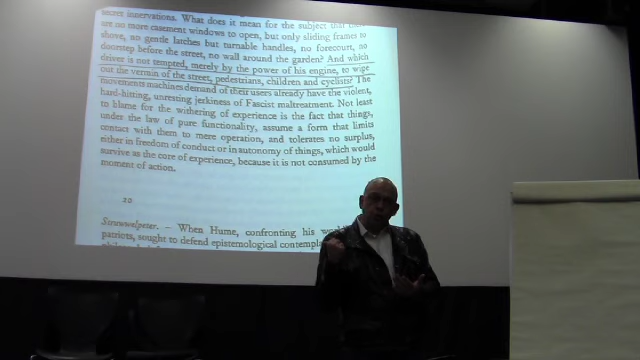 secret innervations. What does it mean for the subject that there
are no more casement windows to open, but only sliding frames to
shove, no gentle latches but turnable handles, no forecourt, no
doorstep before the street, no wall around the garden? And which
driver is not tempted, merely by the power of his engine, to wipe
out the vermin of the street, pedestrians, children and cyclists? The
movements machines demand of their users already have the violent,
hard-hitting, unresting jerkiness of Fascist maltreatment. Not least
to blame for the withering of experience is the fact that things,
under the law of pure functionality, assume a form that limits
contact with them to mere operation, and tolerates no surplus,
either in freedom of conduct or in autonomy of things, which would
survive as the core of experience, because it is not consumed by the
moment of action.
20
Struwwelpeter. – When Hume, confronting his
patriots, sought to defend epistemological